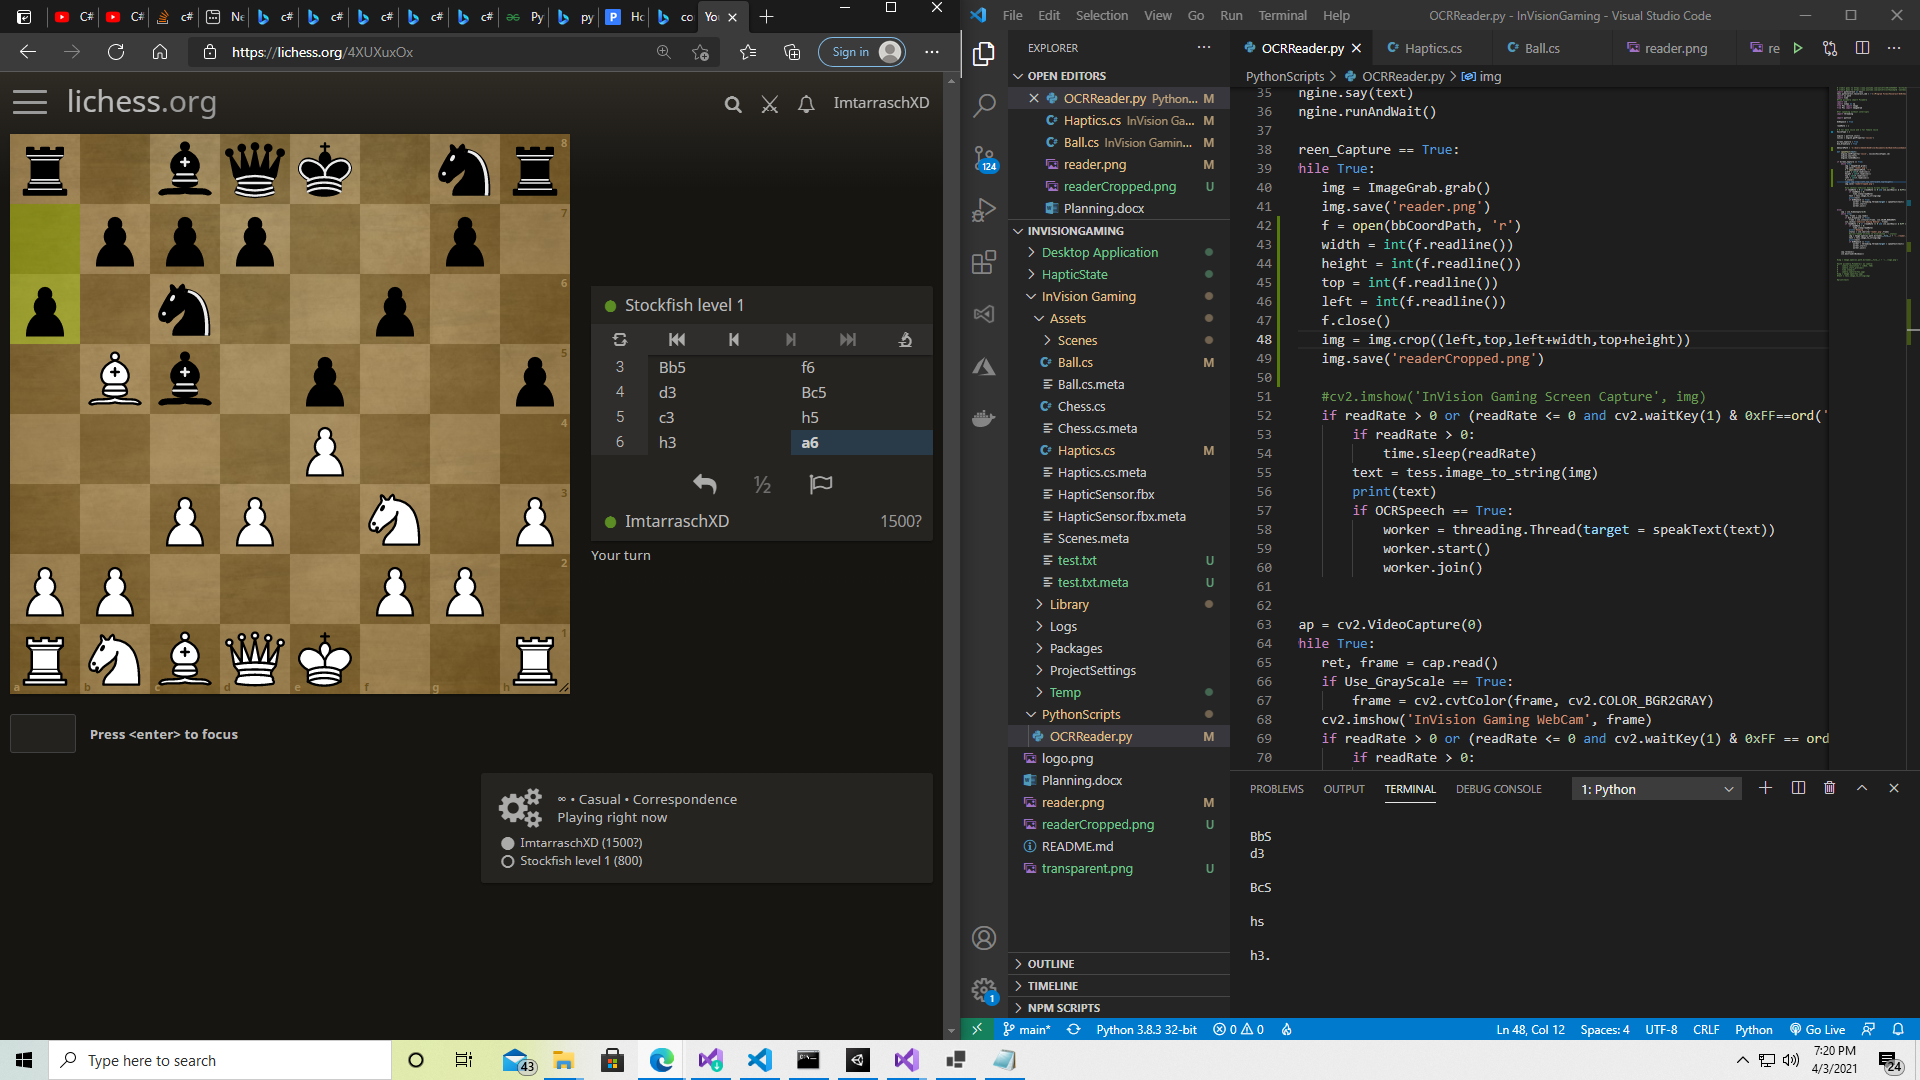 C#
C#
c#
Ne
c#
c#
c#
c#
c#
Py
py
Ho
co
Yo
https://lichess.org/4XUXuxOx
Sign in
lichess.org
ImtarraschXD
8
7
6
5
4
3
2
1
a
b
c
d
e
f
g
h
Stockfish level 1
3 Bb5 f6
4 d3 Bc5
5 c3 h5
6 h3 a6
½
ImtarraschXD 1500?
Your turn
Press <enter> to focus
∞ • Casual • Correspondence
Playing right now
ImtarraschXD (1500?)
Stockfish level 1 (800)
File Edit Selection View Go Run Terminal Help
OCRReader.py - InVisionGaming - Visual Studio Code
124
1
EXPLORER
OPEN EDITORS
OCRReader.py Python... M
Haptics.cs InVision Ga... M
Ball.cs InVision Gamin... M
reader.png M
readerCropped.png U
Planning.docx
INVISIONGAMING
Desktop Application
HapticState
InVision Gaming
Assets
Scenes
Ball.cs M
Ball.cs.meta
Chess.cs
Chess.cs.meta
Haptics.cs M
Haptics.cs.meta
HapticSensor.fbx
HapticSensor.fbx.meta
Scenes.meta
test.txt U
test.txt.meta U
Library
Logs
Packages
ProjectSettings
Temp
PythonScripts
OCRReader.py M
logo.png
Planning.docx
reader.png M
readerCropped.png U
README.md
transparent.png U
OUTLINE
TIMELINE
NPM SCRIPTS
OCRReader.py
Haptics.cs
Ball.cs
reader.png
re
PythonScripts > OCRReader.py > img
35 ngine.say(text)
36 ngine.runAndWait()
37
38 reen_Capture == True:
39 hile True:
40 img = ImageGrab.grab()
41 img.save('reader.png')
42 f = open(bbCoordPath, 'r')
43 width = int(f.readline())
44 height = int(f.readline())
45 top = int(f.readline())
46 left = int(f.readline())
47 f.close()
48 img = img.crop((left,top,left+width,top+height))
49 img.save('readerCropped.png')
50
51 #cv2.imshow('InVision Gaming Screen Capture', img)
52 if readRate > 0 or (readRate <= 0 and cv2.waitKey(1) & 0xFF==ord('
53 if readRate > 0:
54 time.sleep(readRate)
55 text = tess.image_to_string(img)
56 print(text)
57 if OCRSpeech == True:
58 worker = threading.Thread(target = speakText(text))
59 worker.start()
60 worker.join()
61
62
63 ap = cv2.VideoCapture(0)
64 hile True:
65 ret, frame = cap.read()
66 if Use_GrayScale == True:
67 frame = cv2.cvtColor(frame, cv2.COLOR_BGR2GRAY)
68 cv2.imshow('InVision Gaming WebCam', frame)
69 if readRate > 0 or (readRate <= 0 and cv2.waitKey(1) & 0xFF == ord
70 if readRate > 0:
PROBLEMS OUTPUT TERMINAL DEBUG CONSOLE
1: Python
BbS
d3
BcS
hs
h3.
main* Python 3.8.3 32-bit 0 0
Ln 48, Col 12 Spaces: 4 UTF-8 CRLF Python Go Live
Type here to search
43
7:20 PM
4/3/2021
24